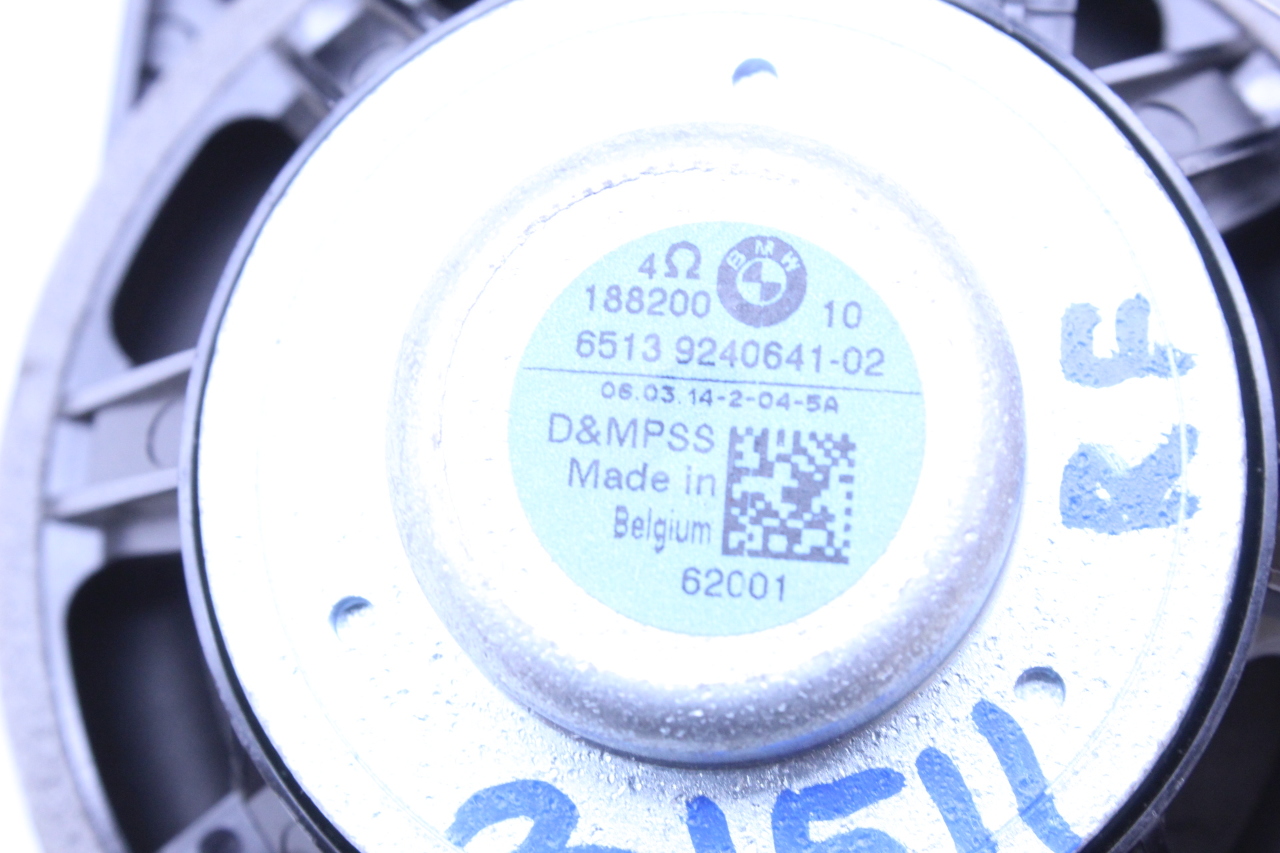 4Ω BMW
188200 10
6513 9240641-02
06.03.14-2-04-5A
D&MPSS
Made in
Belgium
62001
RF